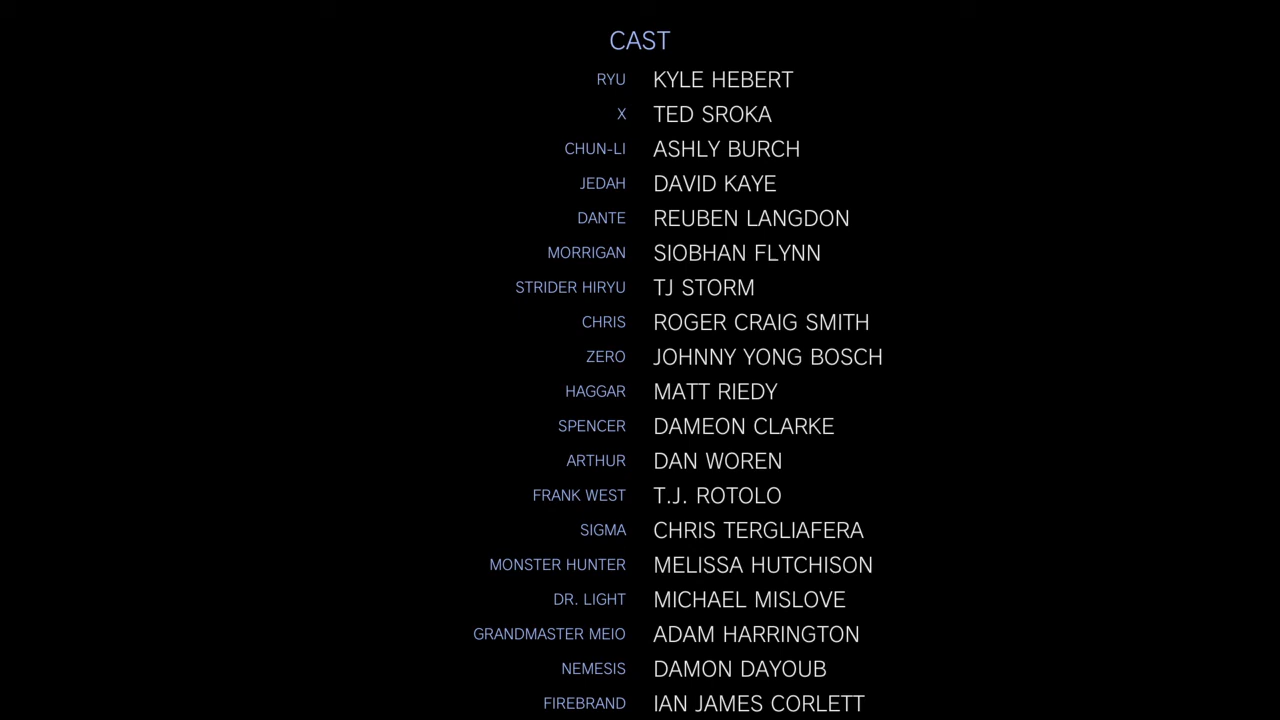 CAST
RYU KYLE HEBERT
X TED SROKA
CHUN-LI ASHLY BURCH
JEDAH DAVID KAYE
DANTE REUBEN LANGDON
MORRIGAN SIOBHAN FLYNN
STRIDER HIRYU TJ STORM
CHRIS ROGER CRAIG SMITH
ZERO JOHNNY YONG BOSCH
HAGGAR MATT RIEDY
SPENCER DAMEON CLARKE
ARTHUR DAN WOREN
FRANK WEST T.J. ROTOLO
SIGMA CHRIS TERGLIAFERA
MONSTER HUNTER MELISSA HUTCHISON
DR. LIGHT MICHAEL MISLOVE
GRANDMASTER MEIO ADAM HARRINGTON
NEMESIS DAMON DAYOUB
FIREBRAND IAN JAMES CORLETT